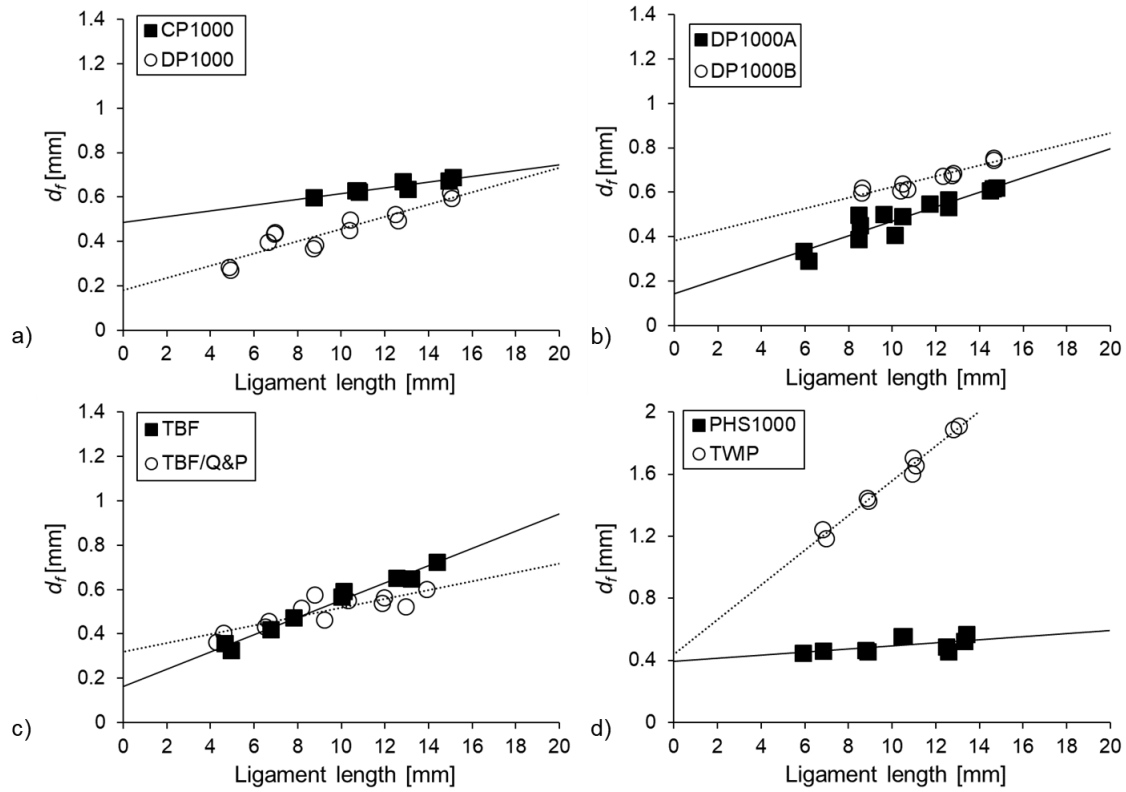 1.4
1.2
1
0.8
0.6
0.4
0.2
0
CP1000
DP1000
df [mm]
0 2 4 6 8 10 12 14 16 18 20
Ligament length [mm]
a)
1.4
1.2
1
0.8
0.6
0.4
0.2
0
DP1000A
DP1000B
df [mm]
0 2 4 6 8 10 12 14 16 18 20
Ligament length [mm]
b)
1.4
1.2
1
0.8
0.6
0.4
0.2
0
TBF
TBF/Q&P
df [mm]
0 2 4 6 8 10 12 14 16 18 20
Ligament length [mm]
c)
2
1.6
1.2
0.8
0.4
0
PHS1000
TWIP
df [mm]
0 2 4 6 8 10 12 14 16 18 20
Ligament length [mm]
d)